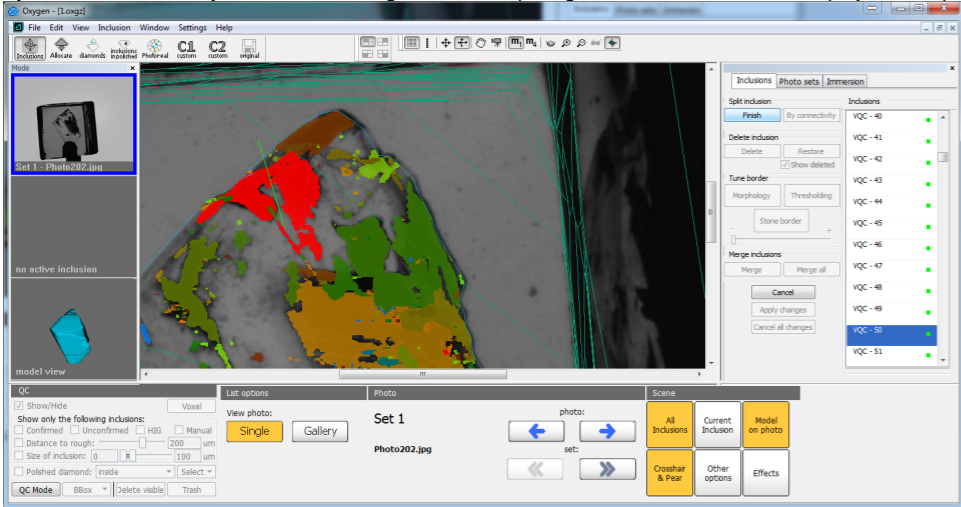 Oxygen - [1.oxgz]
File Edit View Inclusion Window Settings Help
Inclusions Allocate diamonds inclusions inpolished Photoreal C1 custom C2 custom original
m1 m4
Mode
Set 1 - Photo202.jpg
no active inclusion
model view
Inclusions Photo sets Immersion
Split inclusion
Finish By connectivity
Delete inclusion
Delete Restore
Show deleted
Tune border
Morphology Thresholding
Stone border
- +
Merge inclusions
Merge Merge all
Cancel
Apply changes
Cancel all changes
Inclusions
VQC - 40
VQC - 41
VQC - 42
VQC - 43
VQC - 44
VQC - 45
VQC - 46
VQC - 47
VQC - 48
VQC - 49
VQC - 50
VQC - 51
QC
Show/Hide Voxel
Show only the following inclusions:
Confirmed Unconfirmed HIG Manual
Distance to rough: 200 um
Size of inclusion: 0 100 um
Polished diamond: inside Select
QC Mode BBox Delete visible Trash
List options
View photo:
Single Gallery
Photo
Set 1
Photo202.jpg
photo:
set:
Scene
All Inclusions
Current Inclusion
Model on photo
Crosshair & Pear
Other options
Effects